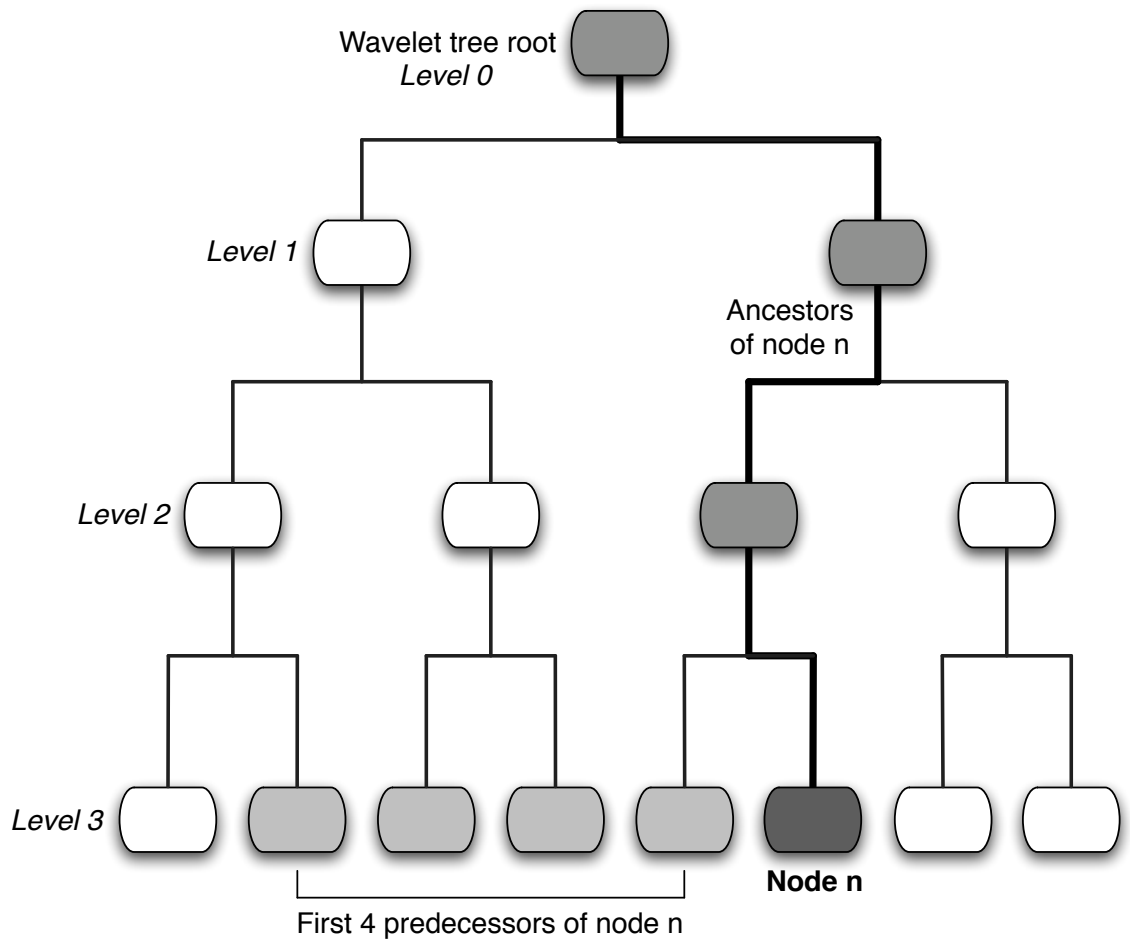 Wavelet tree root
Level 0
Level 1
Ancestors
of node n
Level 2
Level 3
Node n
First 4 predecessors of node n